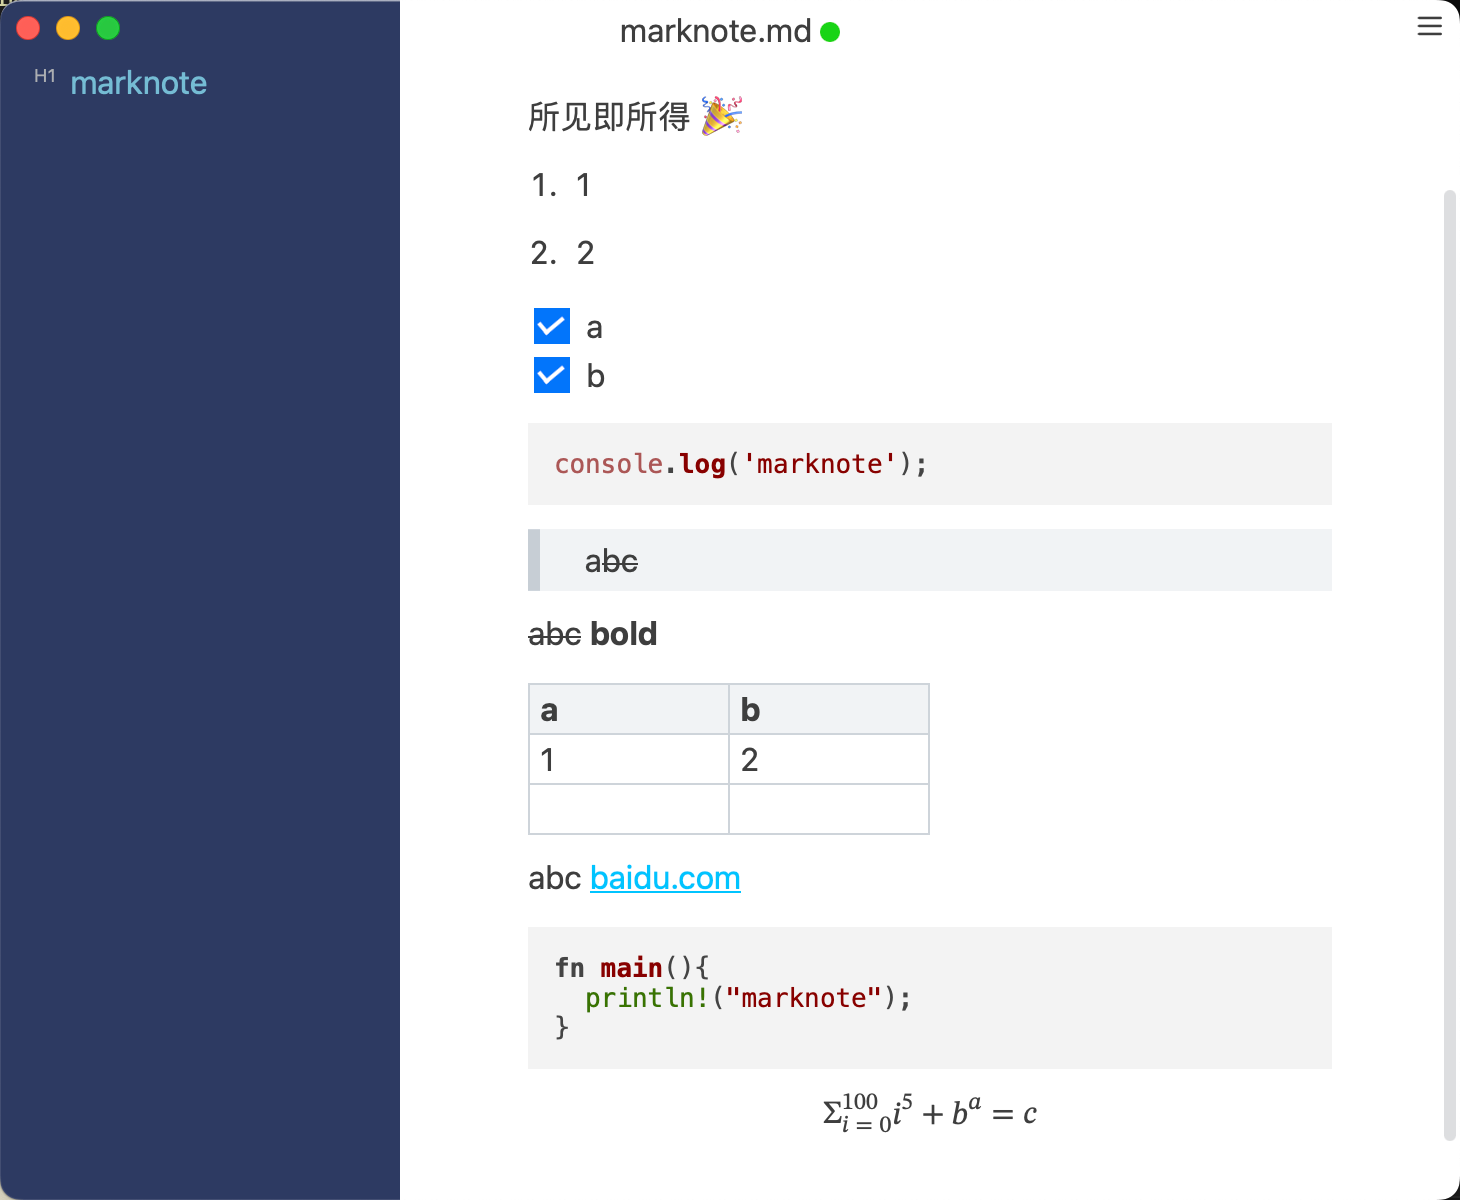 marknote.md
H1 marknote
所见即所得 🎉
1. 1
2. 2
a
b
console.log('marknote');
abc
abc bold
a b
1 2
abc baidu.com
fn main(){
  println!("marknote");
}
Σ_{i = 0}^{100} i^5 + b^a = c